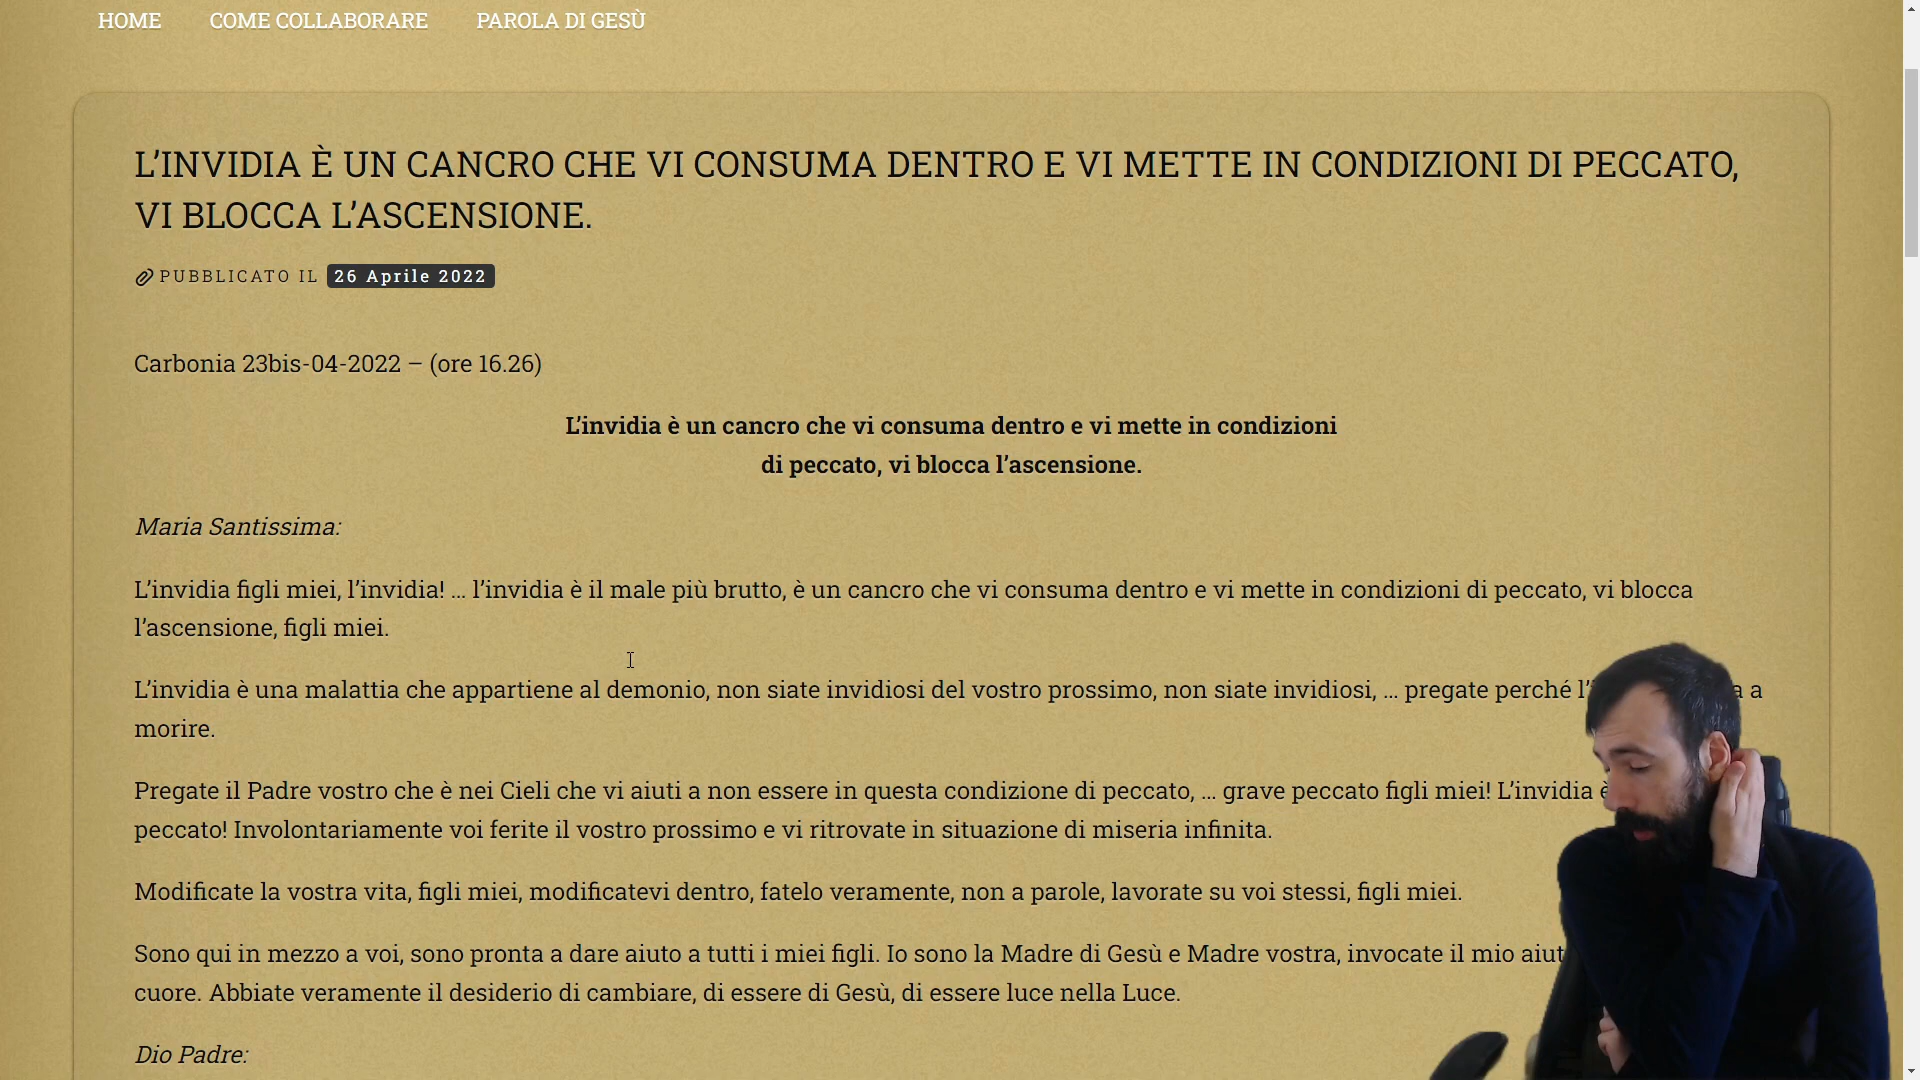 HOME COME COLLABORARE PAROLA DI GESÙ
L’INVIDIA È UN CANCRO CHE VI CONSUMA DENTRO E VI METTE IN CONDIZIONI DI PECCATO,
VI BLOCCA L’ASCENSIONE.
PUBBLICATO IL 26 Aprile 2022
Carbonia 23bis-04-2022 – (ore 16.26)
L’invidia è un cancro che vi consuma dentro e vi mette in condizioni
di peccato, vi blocca l’ascensione.
Maria Santissima:
L’invidia figli miei, l’invidia! … l’invidia è il male più brutto, è un cancro che vi consuma dentro e vi mette in condizioni di peccato, vi blocca
l’ascensione, figli miei.
L’invidia è una malattia che appartiene al demonio, non siate invidiosi del vostro prossimo, non siate invidiosi, … pregate perché a
morire.
Pregate il Padre vostro che è nei Cieli che vi aiuti a non essere in questa condizione di peccato, … grave peccato figli miei! L’invidia è
peccato! Involontariamente voi ferite il vostro prossimo e vi ritrovate in situazione di miseria infinita.
Modificate la vostra vita, figli miei, modificatevi dentro, fatelo veramente, non a parole, lavorate su voi stessi, figli miei.
Sono qui in mezzo a voi, sono pronta a dare aiuto a tutti i miei figli. Io sono la Madre di Gesù e Madre vostra, invocate il mio
cuore. Abbiate veramente il desiderio di cambiare, di essere di Gesù, di essere luce nella Luce.
Dio Padre: